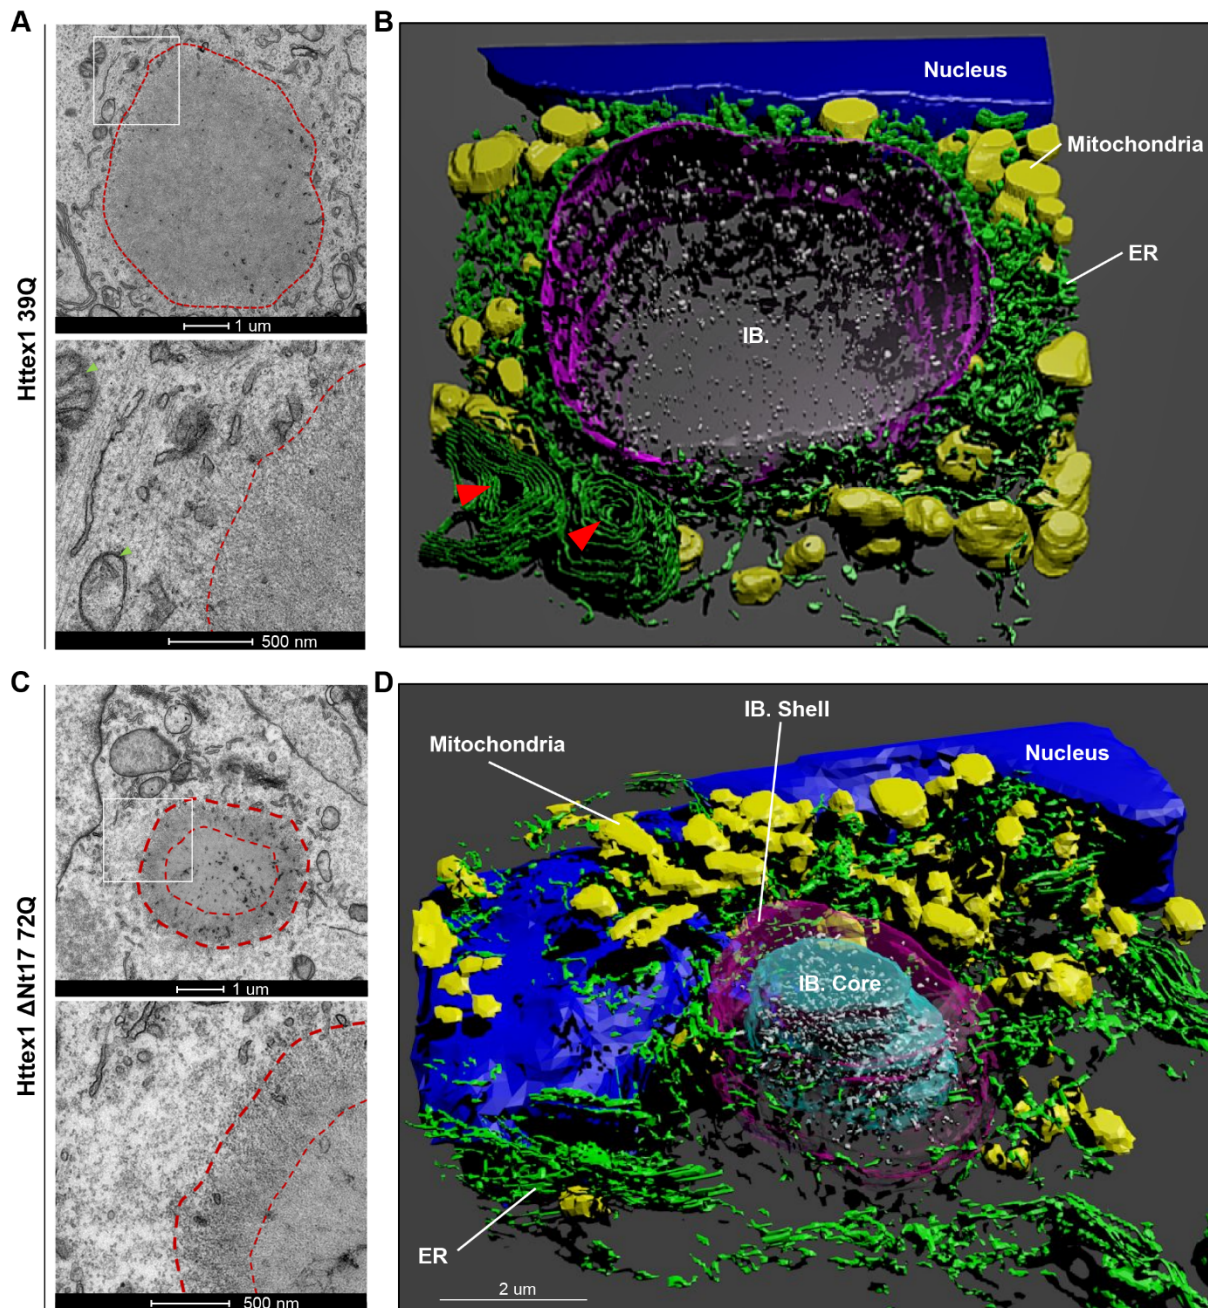 A
Httex1 39Q
1 um
500 nm
B
Nucleus
Mitochondria
ER
IB.
C
Httex1 ΔNt17 72Q
1 um
500 nm
D
IB. Shell
Mitochondria
Nucleus
IB. Core
ER
2 um